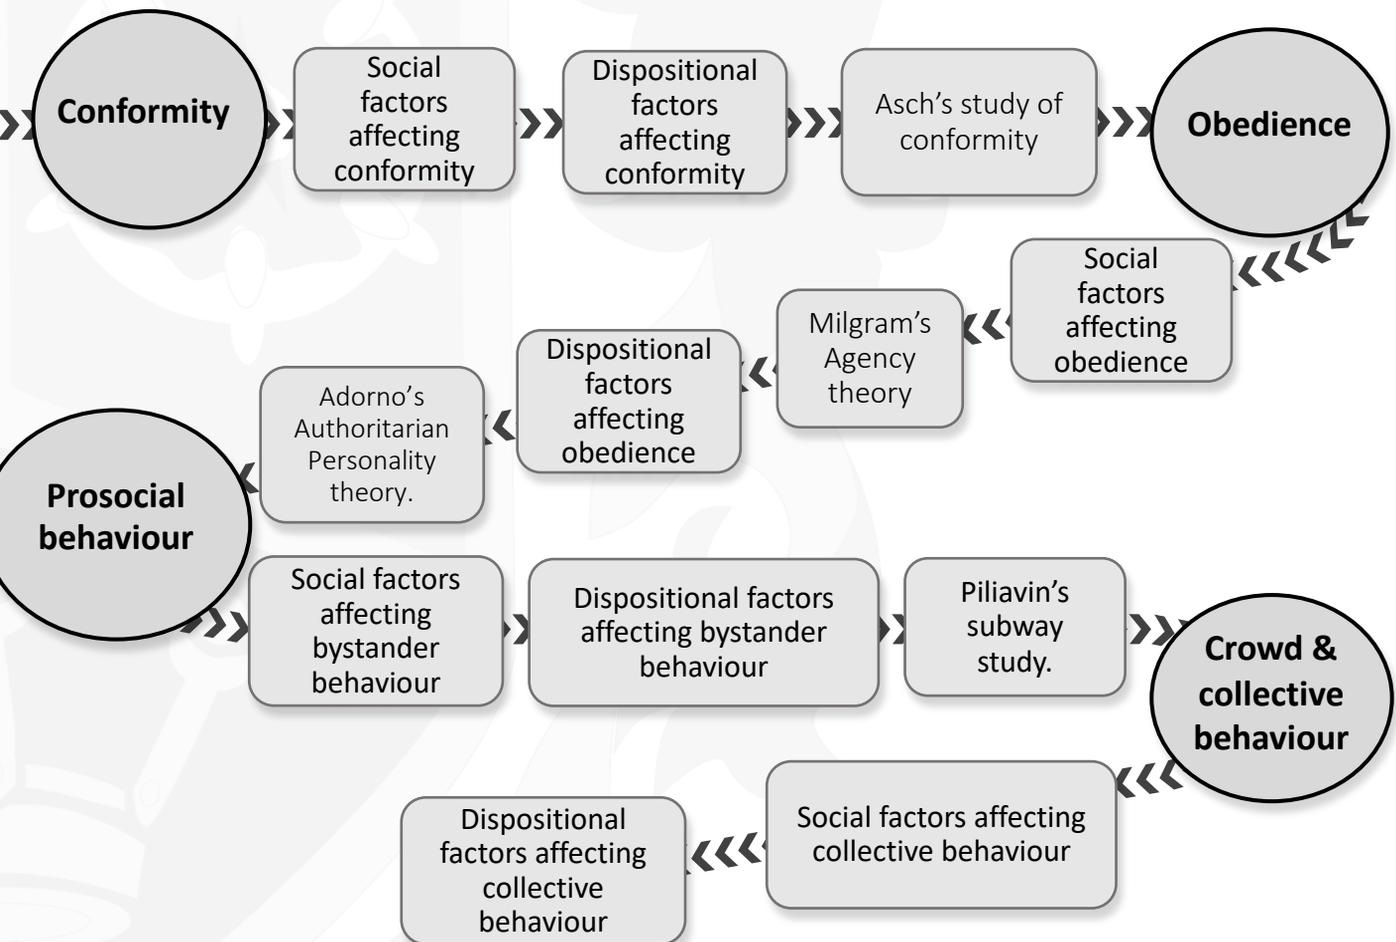 Conformity
Social
factors
affecting
conformity
Dispositional
factors
affecting
conformity
Asch’s study of
conformity
Obedience
Social
factors
affecting
obedience
Milgram’s
Agency
theory
Dispositional
factors
affecting
obedience
Adorno’s
Authoritarian
Personality
theory.
Prosocial
behaviour
Social factors
affecting
bystander
behaviour
Dispositional factors
affecting bystander
behaviour
Piliavin’s
subway
study.
Crowd &
collective
behaviour
Social factors affecting
collective behaviour
Dispositional
factors affecting
collective
behaviour